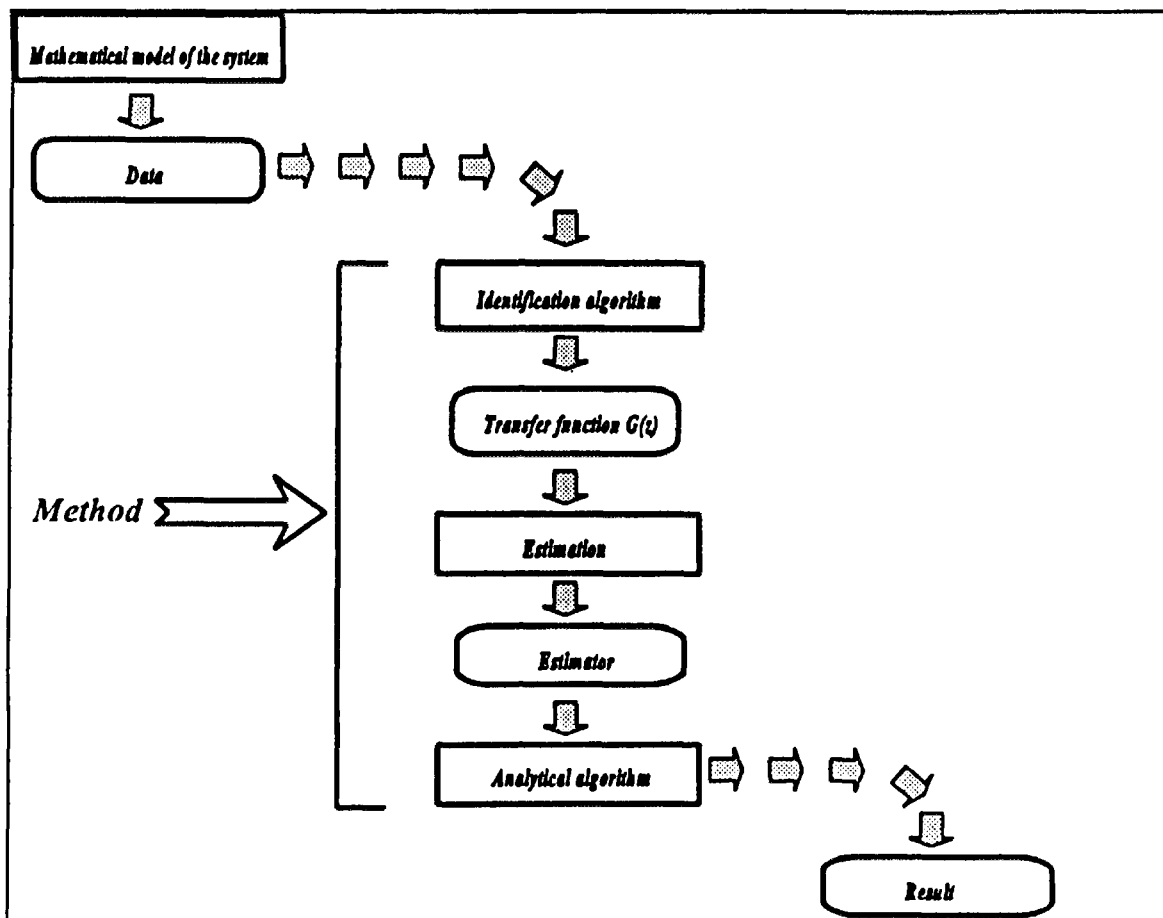 Mathematical model of the system
Data
Identification algorithm
Transfer function G(z)
Method
Estimation
Estimator
Analytical algorithm
Result